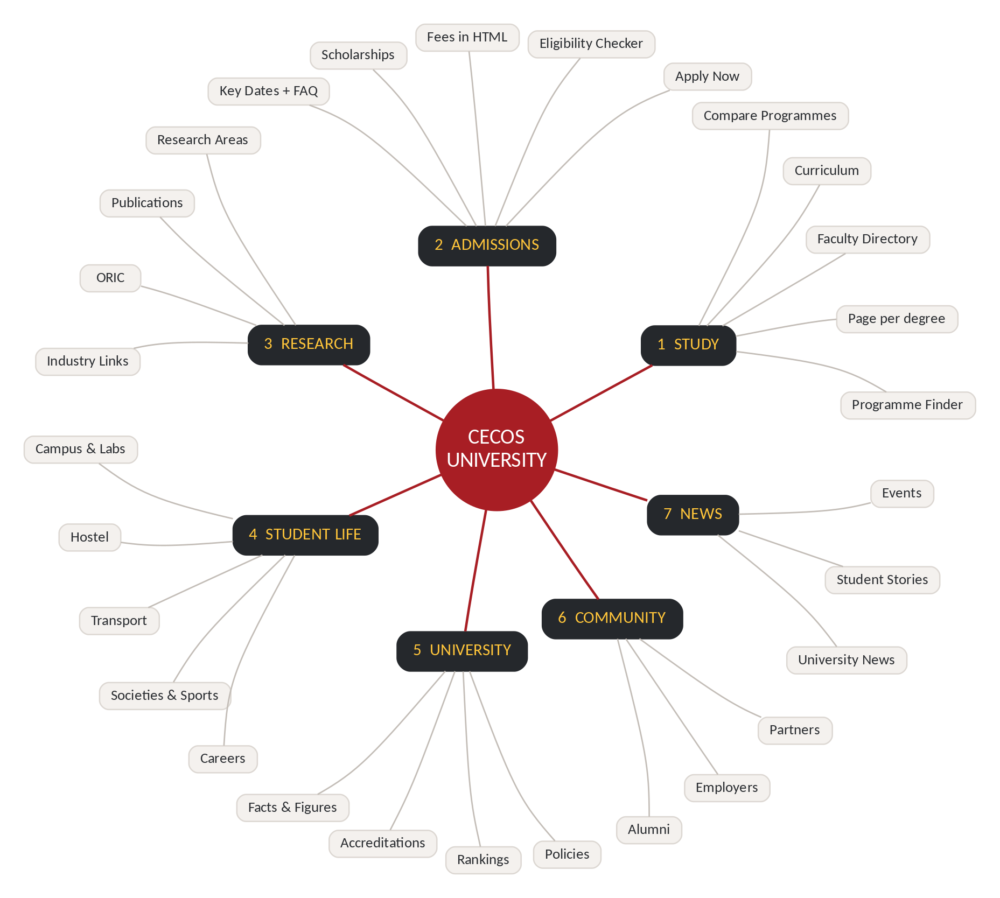 CECOS
UNIVERSITY
1 STUDY
Programme Finder
Page per degree
Faculty Directory
Curriculum
Compare Programmes
2 ADMISSIONS
Apply Now
Eligibility Checker
Fees in HTML
Scholarships
Key Dates + FAQ
3 RESEARCH
Research Areas
Publications
ORIC
Industry Links
4 STUDENT LIFE
Campus & Labs
Hostel
Transport
Societies & Sports
Careers
5 UNIVERSITY
Facts & Figures
Accreditations
Rankings
Policies
6 COMMUNITY
Alumni
Employers
Partners
7 NEWS
University News
Student Stories
Events